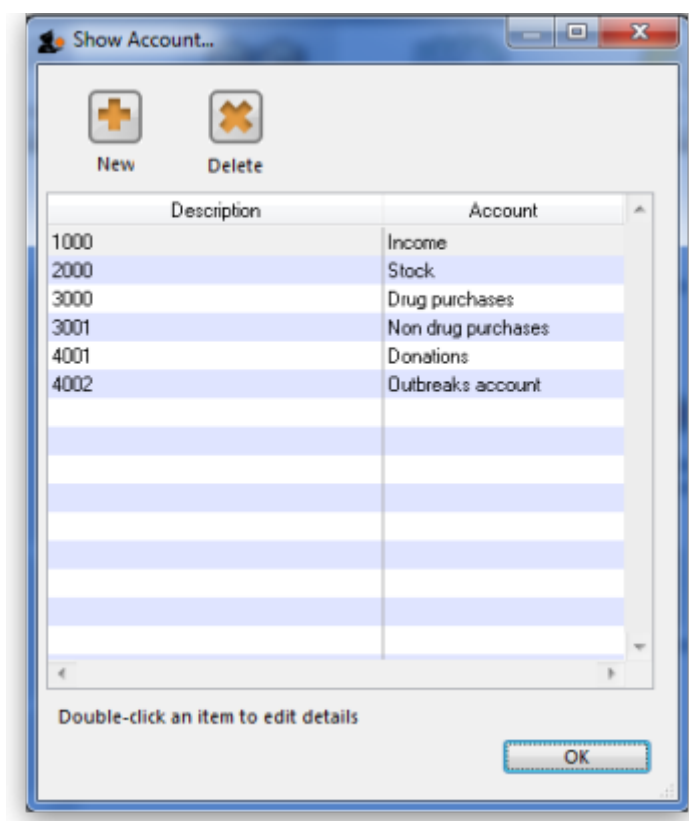 Show Account...
New Delete
Description Account
1000 Income
2000 Stock
3000 Drug purchases
3001 Non drug purchases
4001 Donations
4002 Outbreaks account
Double-click an item to edit details
OK